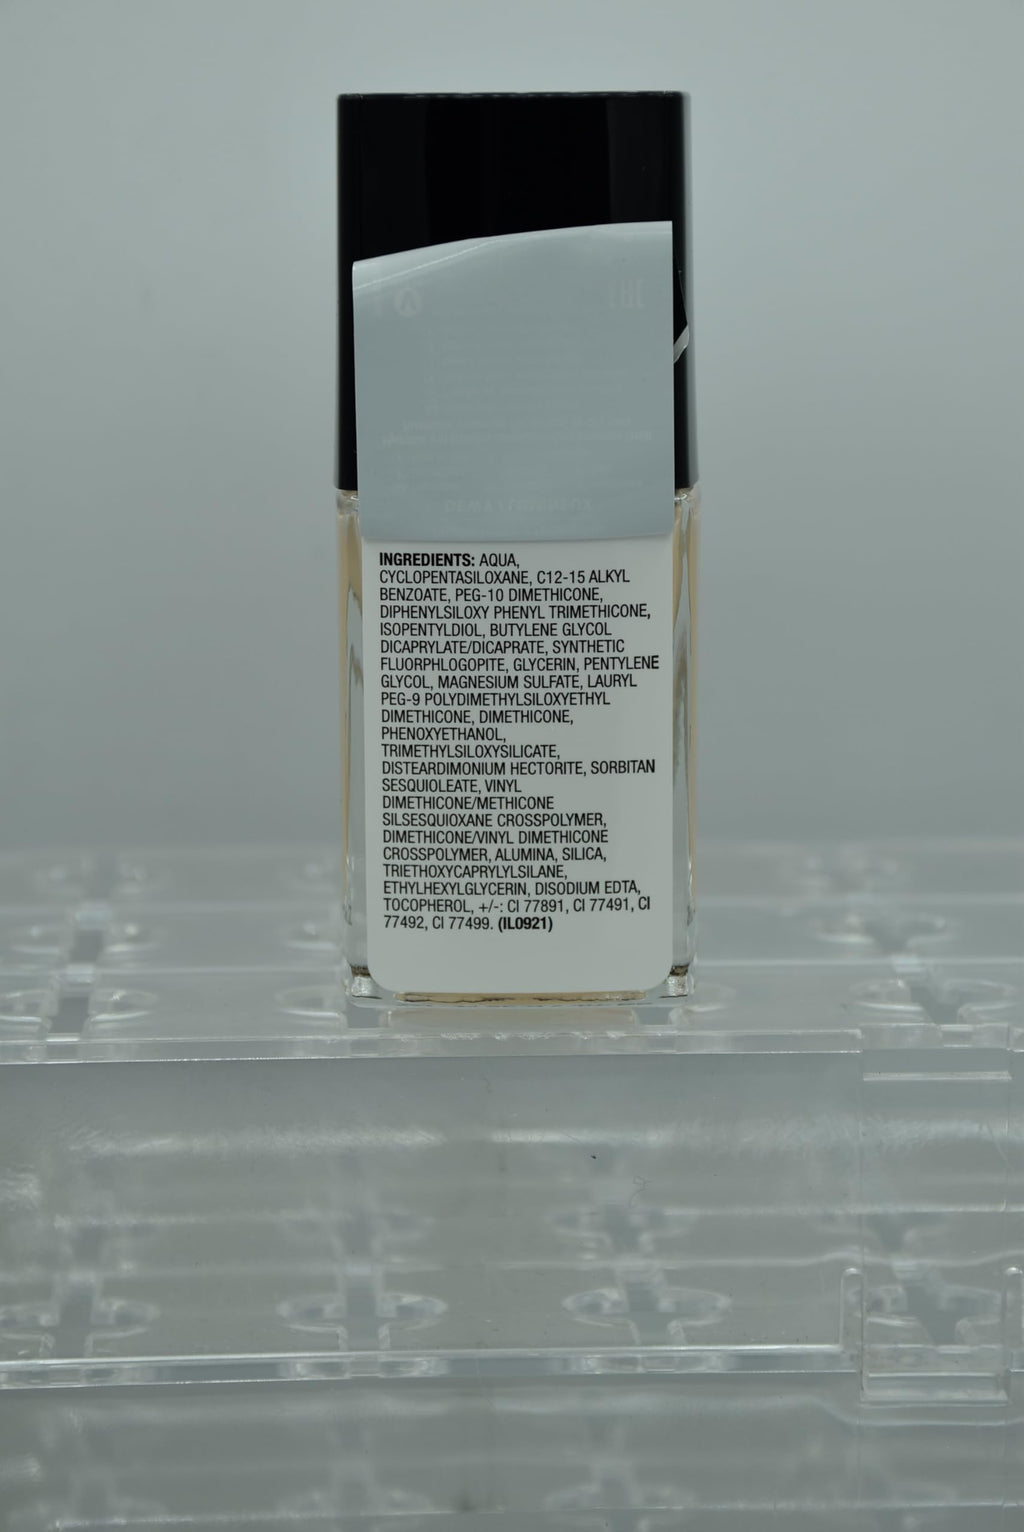 INGREDIENTS: AQUA,
CYCLOPENTASILOXANE, C12-15 ALKYL
BENZOATE, PEG-10 DIMETHICONE,
DIPHENYLSILOXY PHENYL TRIMETHICONE,
ISOPENTYLDIOL, BUTYLENE GLYCOL
DICAPRYLATE/DICAPRATE, SYNTHETIC
FLUORPHLOGOPITE, GLYCERIN, PENTYLENE
GLYCOL, MAGNESIUM SULFATE, LAURYL
PEG-9 POLYDIMETHYLSILOXYETHYL
DIMETHICONE, DIMETHICONE,
PHENOXYETHANOL,
TRIMETHYLSILOXYSILICATE,
DISTEARDIMONIUM HECTORITE, SORBITAN
SESQUIOLEATE, VINYL
DIMETHICONE/METHICONE
SILSESQUIOXANE CROSSPOLYMER,
DIMETHICONE/VINYL DIMETHICONE
CROSSPOLYMER, ALUMINA, SILICA,
TRIETHOXYCAPRYLYLSILANE,
ETHYLHEXYLGLYCERIN, DISODIUM EDTA,
TOCOPHEROL, +/-: CI 77891, CI 77491, CI
77492, CI 77499. (IL0921)